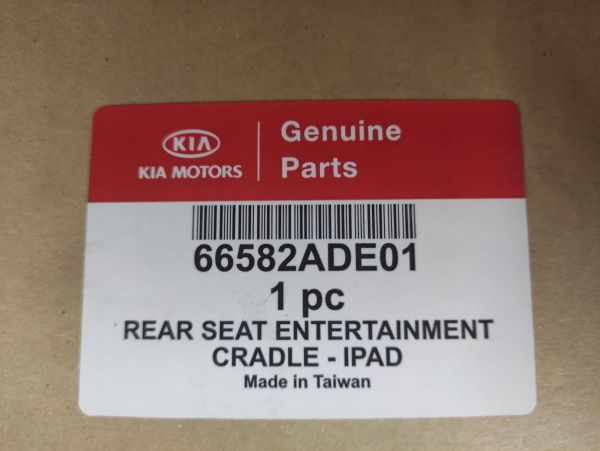 KIA
KIA MOTORS
Genuine
Parts
66582ADE01
1 pc
REAR SEAT ENTERTAINMENT
CRADLE - IPAD
Made in Taiwan